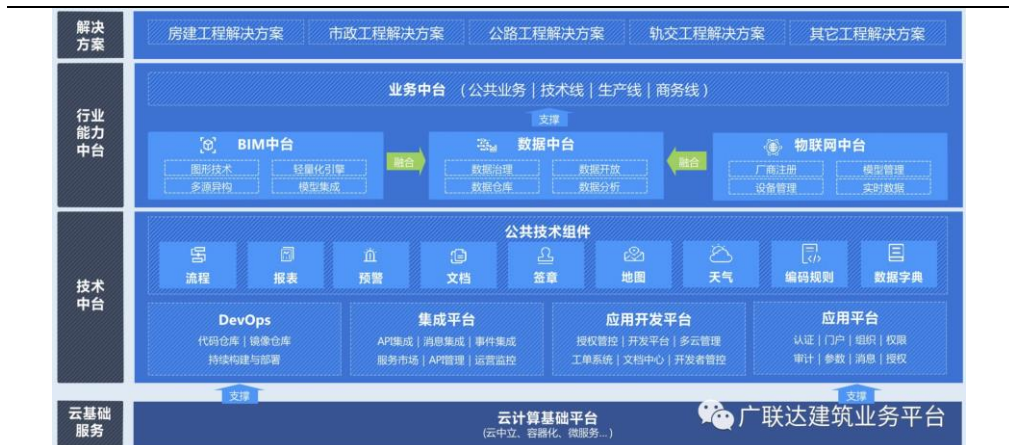 解决
方案
房建工程解决方案
市政工程解决方案
公路工程解决方案
轨交工程解决方案
其它工程解决方案
行业
能力
中台
业务中台（公共业务 | 技术线 | 生产线 | 商务线）
支撑
BIM中台
图形技术
轻量化引擎
多源异构
模型集成
融合
数据中台
数据治理
数据开放
数据仓库
数据分析
融合
物联网中台
厂商注册
模型管理
设备管理
实时数据
技术
中台
公共技术组件
流程
报表
预警
文档
签章
地图
天气
编码规则
数据字典
DevOps
代码仓库 | 镜像仓库
持续构建与部署
集成平台
API集成 | 消息集成 | 事件集成
服务市场 | API管理 | 运营监控
应用开发平台
授权管控 | 开发平台 | 多云管理
工单系统 | 文档中心 | 开发者管控
应用平台
认证 | 门户 | 组织 | 权限
审计 | 参数 | 消息 | 授权
支撑
支撑
云基础
服务
云计算基础平台
(云中立、容器化、微服务...)
广联达建筑业务平台